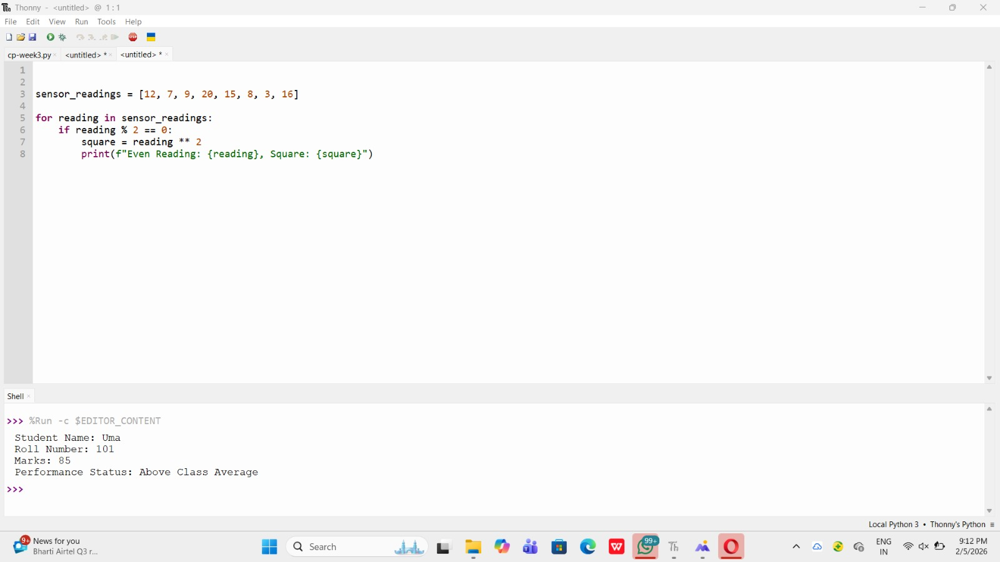 Thonny - <untitled> @ 1:1
File Edit View Run Tools Help
STOP
cp-week3.py × <untitled> * × <untitled> * ×
1
2
3 sensor_readings = [12, 7, 9, 20, 15, 8, 3, 16]
4
5 for reading in sensor_readings:
6     if reading % 2 == 0:
7         square = reading ** 2
8         print(f"Even Reading: {reading}, Square: {square}")
Shell ×
>>> %Run -c $EDITOR_CONTENT
Student Name: Uma
Roll Number: 101
Marks: 85
Performance Status: Above Class Average
>>>
Local Python 3 • Thonny's Python ≡
9+ News for you
Bharti Airtel Q3 r...
Search
W
99+
Th
ENG
IN
9:12 PM
2/5/2026